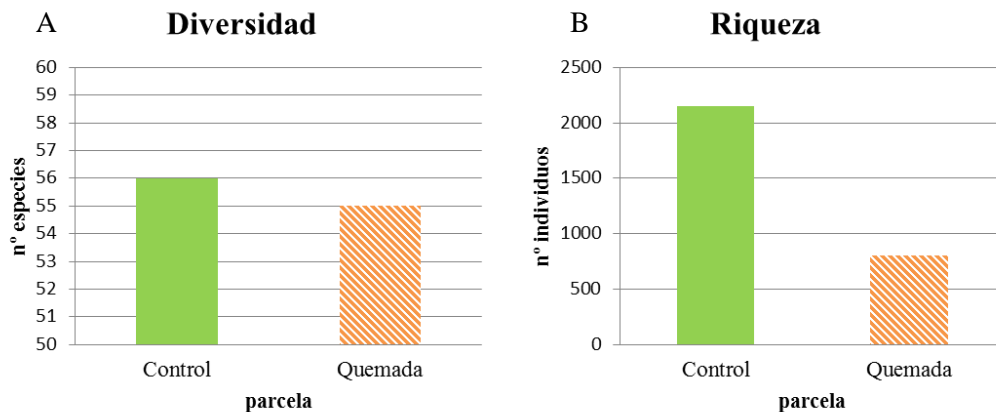 A
Diversidad
60
59
58
57
56
55
54
53
52
51
50
nº especies
Control
Quemada
parcela
B
Riqueza
2500
2000
1500
1000
500
0
nº individuos
Control
Quemada
parcela